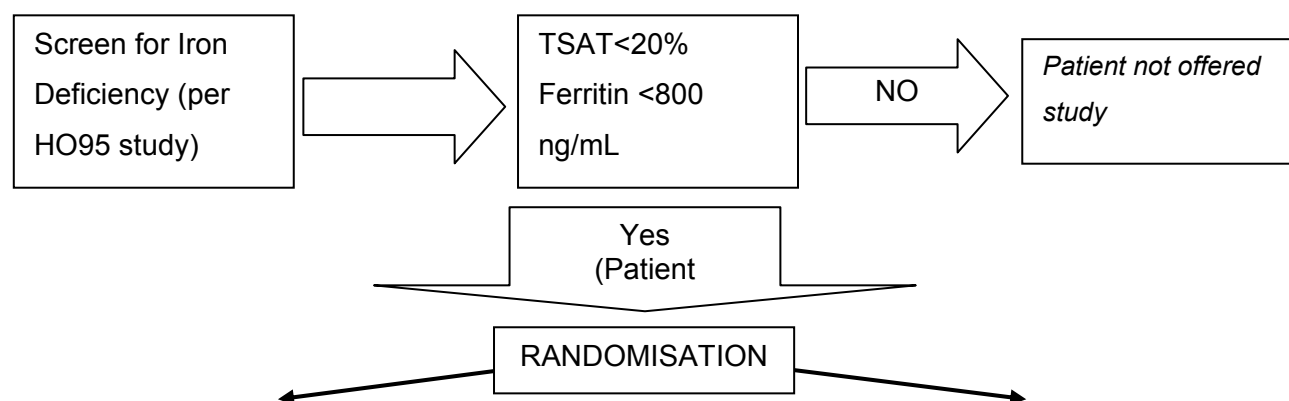 Screen for Iron
Deficiency (per
HO95 study)
TSAT<20%
Ferritin <800
ng/mL
NO
Patient not offered
study
Yes
(Patient
RANDOMISATION